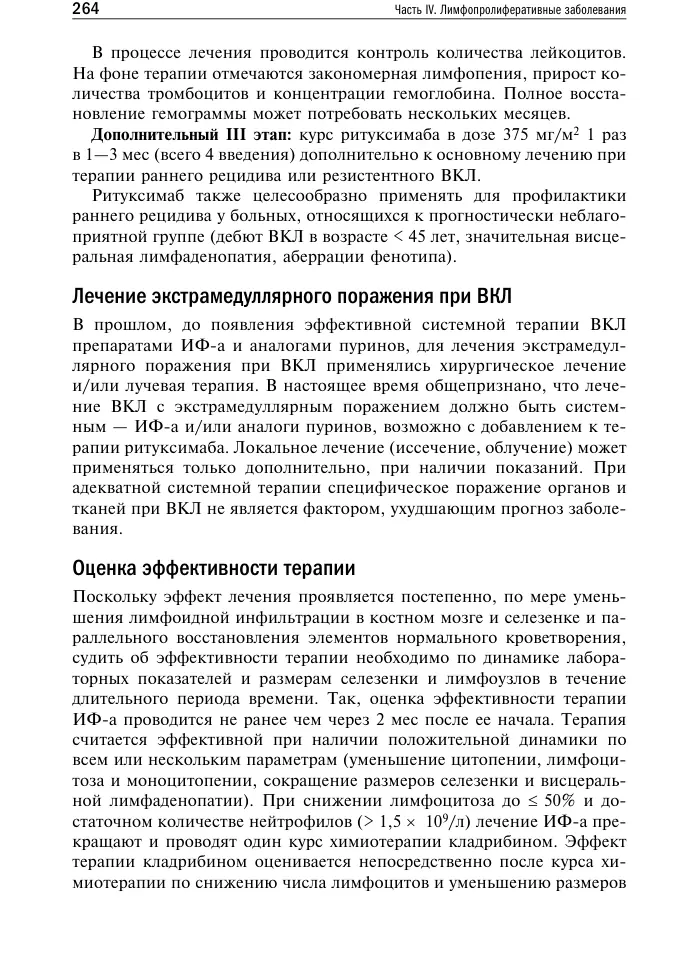 264 Часть IV. Лимфопролиферативные заболевания
В процессе лечения проводится контроль количества лейкоцитов.
На фоне терапии отмечаются закономерная лимфопения, прирост ко-
личества тромбоцитов и концентрации гемоглобина. Полное восста-
новление гемограммы может потребовать нескольких месяцев.
Дополнительный III этап: курс ритуксимаба в дозе 375 мг/м² 1 раз
в 1—3 мес (всего 4 введения) дополнительно к основному лечению при
терапии раннего рецидива или резистентного ВКЛ.
Ритуксимаб также целесообразно применять для профилактики
раннего рецидива у больных, относящихся к прогностически неблаго-
приятной группе (дебют ВКЛ в возрасте < 45 лет, значительная висце-
ральная лимфаденопатия, аберрации фенотипа).
Лечение экстрамедуллярного поражения при ВКЛ
В прошлом, до появления эффективной системной терапии ВКЛ
препаратами ИФ-а и аналогами пуринов, для лечения экстрамедул-
лярного поражения при ВКЛ применялись хирургическое лечение
и/или лучевая терапия. В настоящее время общепризнано, что лече-
ние ВКЛ с экстрамедуллярным поражением должно быть систем-
ным — ИФ-а и/или аналоги пуринов, возможно с добавлением к те-
рапии ритуксимаба. Локальное лечение (иссечение, облучение) может
применяться только дополнительно, при наличии показаний. При
адекватной системной терапии специфическое поражение органов и
тканей при ВКЛ не является фактором, ухудшающим прогноз заболе-
вания.
Оценка эффективности терапии
Поскольку эффект лечения проявляется постепенно, по мере умень-
шения лимфоидной инфильтрации в костном мозге и селезенке и па-
раллельного восстановления элементов нормального кроветворения,
судить об эффективности терапии необходимо по динамике лабора-
торных показателей и размерам селезенки и лимфоузлов в течение
длительного периода времени. Так, оценка эффективности терапии
ИФ-а проводится не ранее чем через 2 мес после ее начала. Терапия
считается эффективной при наличии положительной динамики по
всем или нескольким параметрам (уменьшение цитопении, лимфоци-
тоза и моноцитопении, сокращение размеров селезенки и висцераль-
ной лимфаденопатии). При снижении лимфоцитоза до ≤ 50% и до-
статочном количестве нейтрофилов (> 1,5 × 10⁹/л) лечение ИФ-а пре-
кращают и проводят один курс химиотерапии кладрибином. Эффект
терапии кладрибином оценивается непосредственно после курса хи-
миотерапии по снижению числа лимфоцитов и уменьшению размеров